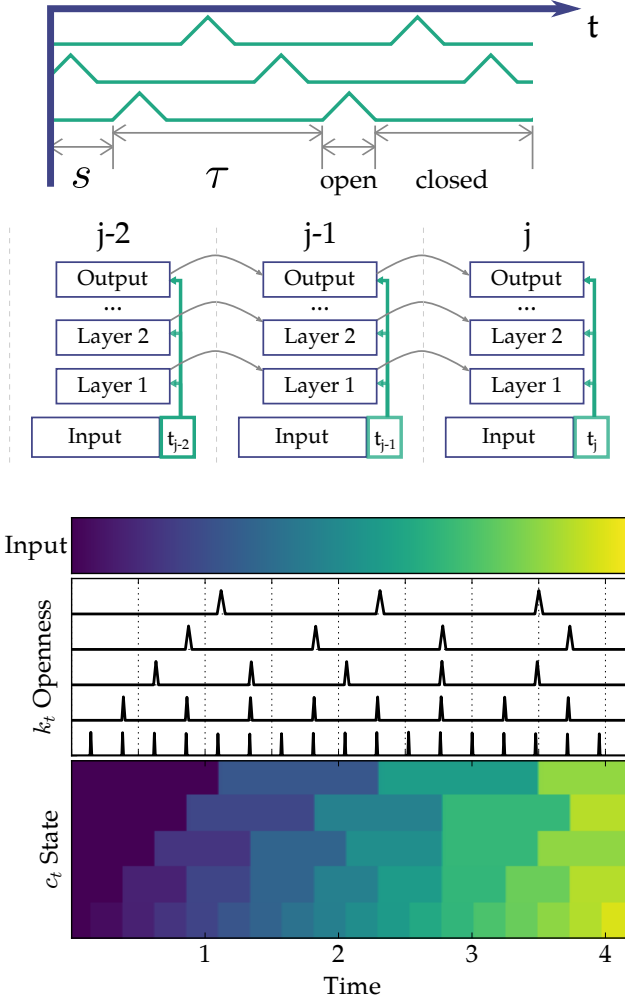 t
s τ open closed
j-2 j-1 j
Output Output Output
... ... ...
Layer 2 Layer 2 Layer 2
Layer 1 Layer 1 Layer 1
Input t_{j-2} Input t_{j-1} Input t_j
Input
k_t Openness
c_t State
1 2 3 4
Time